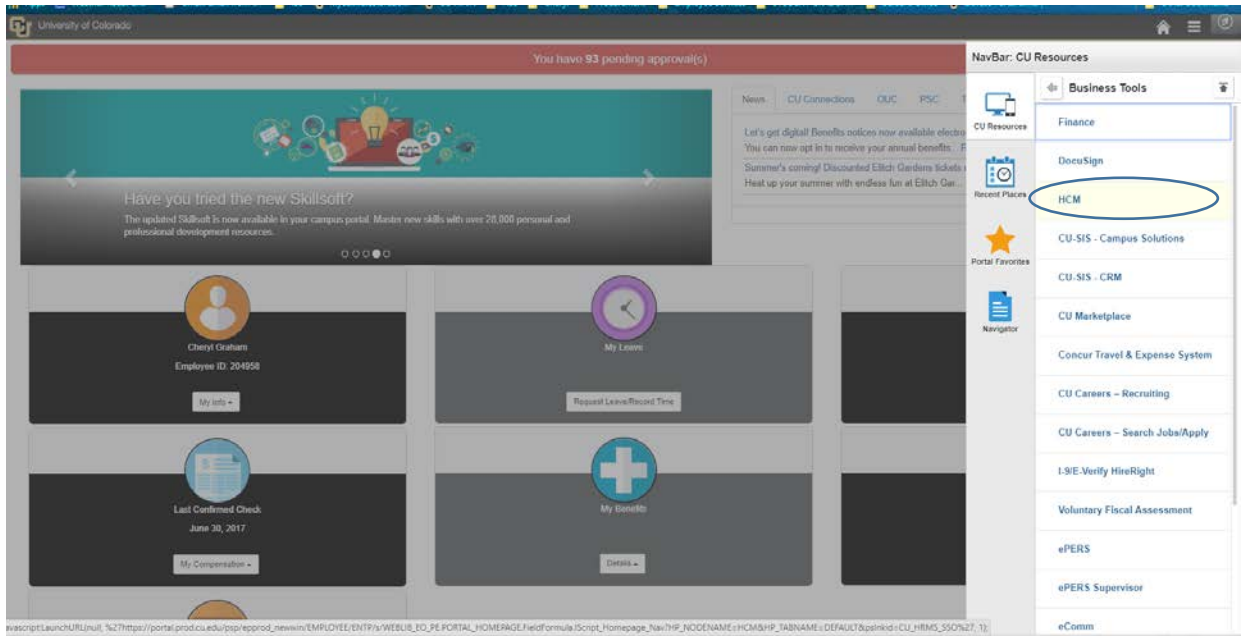 University of Colorado
You have 93 pending approval(s)
NavBar: CU Resources
News CU Connections OUC PSC
Let's get digital! Benefits notices now available electro
You can now opt in to receive your annual benefits...
Summer's coming! Discounted Elitch Gardens tickets
Heat up your summer with endless fun at Elitch Gar...
Have you tried the new Skillsoft?
The updated Skillsoft is now available in your campus portal. Master new skills with over 28,000 personal and
professional development resources.
Cheryl Graham
Employee ID: 204958
My Info
My Leave
Request Leave/Record Time
Last Confirmed Check
June 30, 2017
My Compensation
My Benefits
Details
CU Resources
Recent Places
Portal Favorites
Navigator
Business Tools
Finance
DocuSign
HCM
CU-SIS - Campus Solutions
CU-SIS - CRM
CU Marketplace
Concur Travel & Expense System
CU Careers – Recruiting
CU Careers – Search Jobs/Apply
I-9/E-Verify HireRight
Voluntary Fiscal Assessment
ePERS
ePERS Supervisor
eComm
avascript:LaunchURL(null, %27https://portal.prod.cu.edu/psp/epprod_newwin/EMPLOYEE/ENTP/s/WEBLIB_EO_PE.PORTAL_HOMEPAGE.FieldFormula.IScript_Homepage_Nav?HP_NODENAME=HCM&HP_TABNAME=DEFAULT&pslnkid=CU_HRMS_SSO%27, 1);